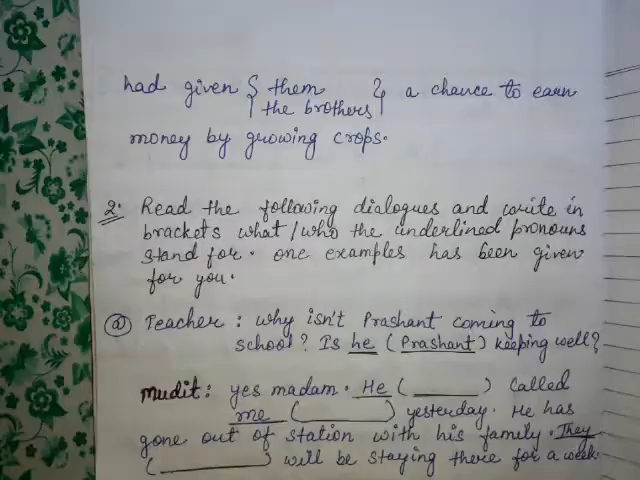 had given { them } a chance to earn
the brothers
money by growing crops.
2. Read the following dialogues and write in
brackets what / who the underlined pronouns
stand for. one examples has been given
for you.
(a) Teacher : why isn't Prashant coming to
school? Is he (Prashant) keeping well?
Mudit: yes madam. He (______) called
me (________) yesterday. He has
gone out of station with his family. They
(__________) will be staying there for a week.